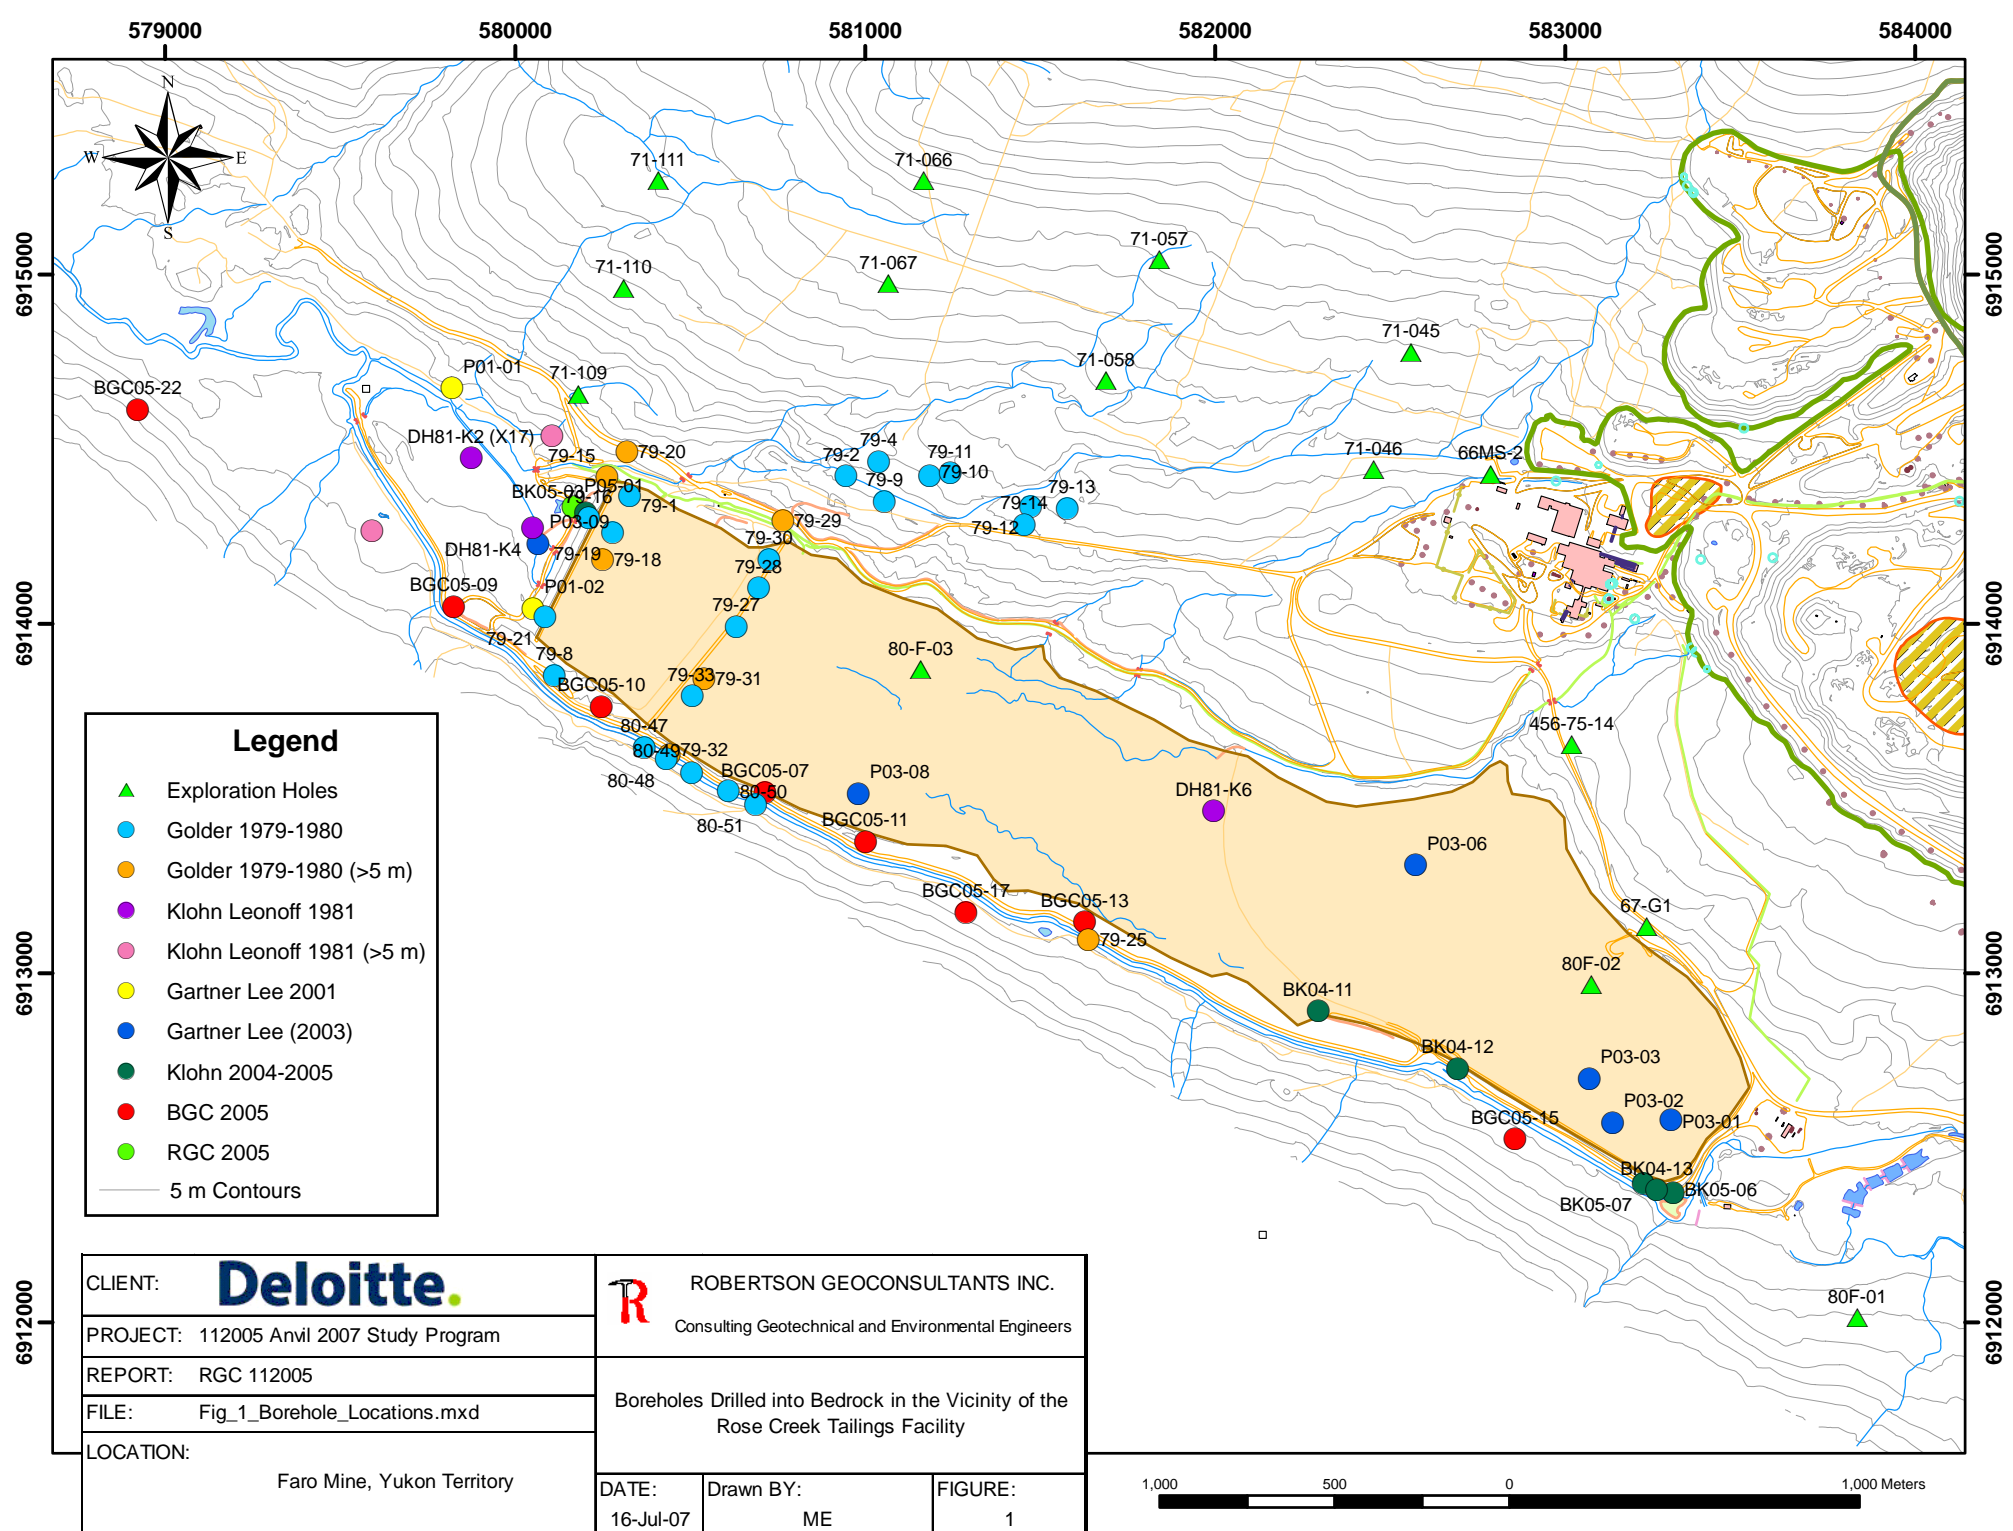 579000 580000 581000 582000 583000 584000
N
W E
S
6915000
6914000
6913000
6912000
6915000
6914000
6913000
6912000
71-111
71-066
71-057
71-110
71-067
71-045
71-058
P01-01
71-109
BGC05-22
DH81-K2 (X17)
79-15
79-20
79-4
79-2
79-11
79-10
79-9
71-046
66MS-2
BK05-03
P05-01
79-16
79-1
79-14
79-13
79-12
P03-09
79-29
DH81-K4
79-19
79-18
79-30
79-28
BGC05-09
P01-02
79-27
79-21
79-8
80-F-03
BGC05-10
79-33
79-31
80-47
80-49
79-32
456-75-14
80-48
BGC05-07
P03-08
80-50
DH81-K6
80-51
BGC05-11
P03-06
BGC05-17
BGC05-13
67-G1
79-25
80F-02
BK04-11
BK04-12
P03-03
P03-02
P03-01
BGC05-15
BK04-13
BK05-06
BK05-07
80F-01
Legend
Exploration Holes
Golder 1979-1980
Golder 1979-1980 (>5 m)
Klohn Leonoff 1981
Klohn Leonoff 1981 (>5 m)
Gartner Lee 2001
Gartner Lee (2003)
Klohn 2004-2005
BGC 2005
RGC 2005
5 m Contours
CLIENT: Deloitte.
PROJECT: 112005 Anvil 2007 Study Program
REPORT: RGC 112005
FILE: Fig_1_Borehole_Locations.mxd
LOCATION:
Faro Mine, Yukon Territory
ROBERTSON GEOCONSULTANTS INC.
Consulting Geotechnical and Environmental Engineers
Boreholes Drilled into Bedrock in the Vicinity of the
Rose Creek Tailings Facility
DATE: Drawn BY: FIGURE:
16-Jul-07 ME 1
1,000 500 0 1,000 Meters